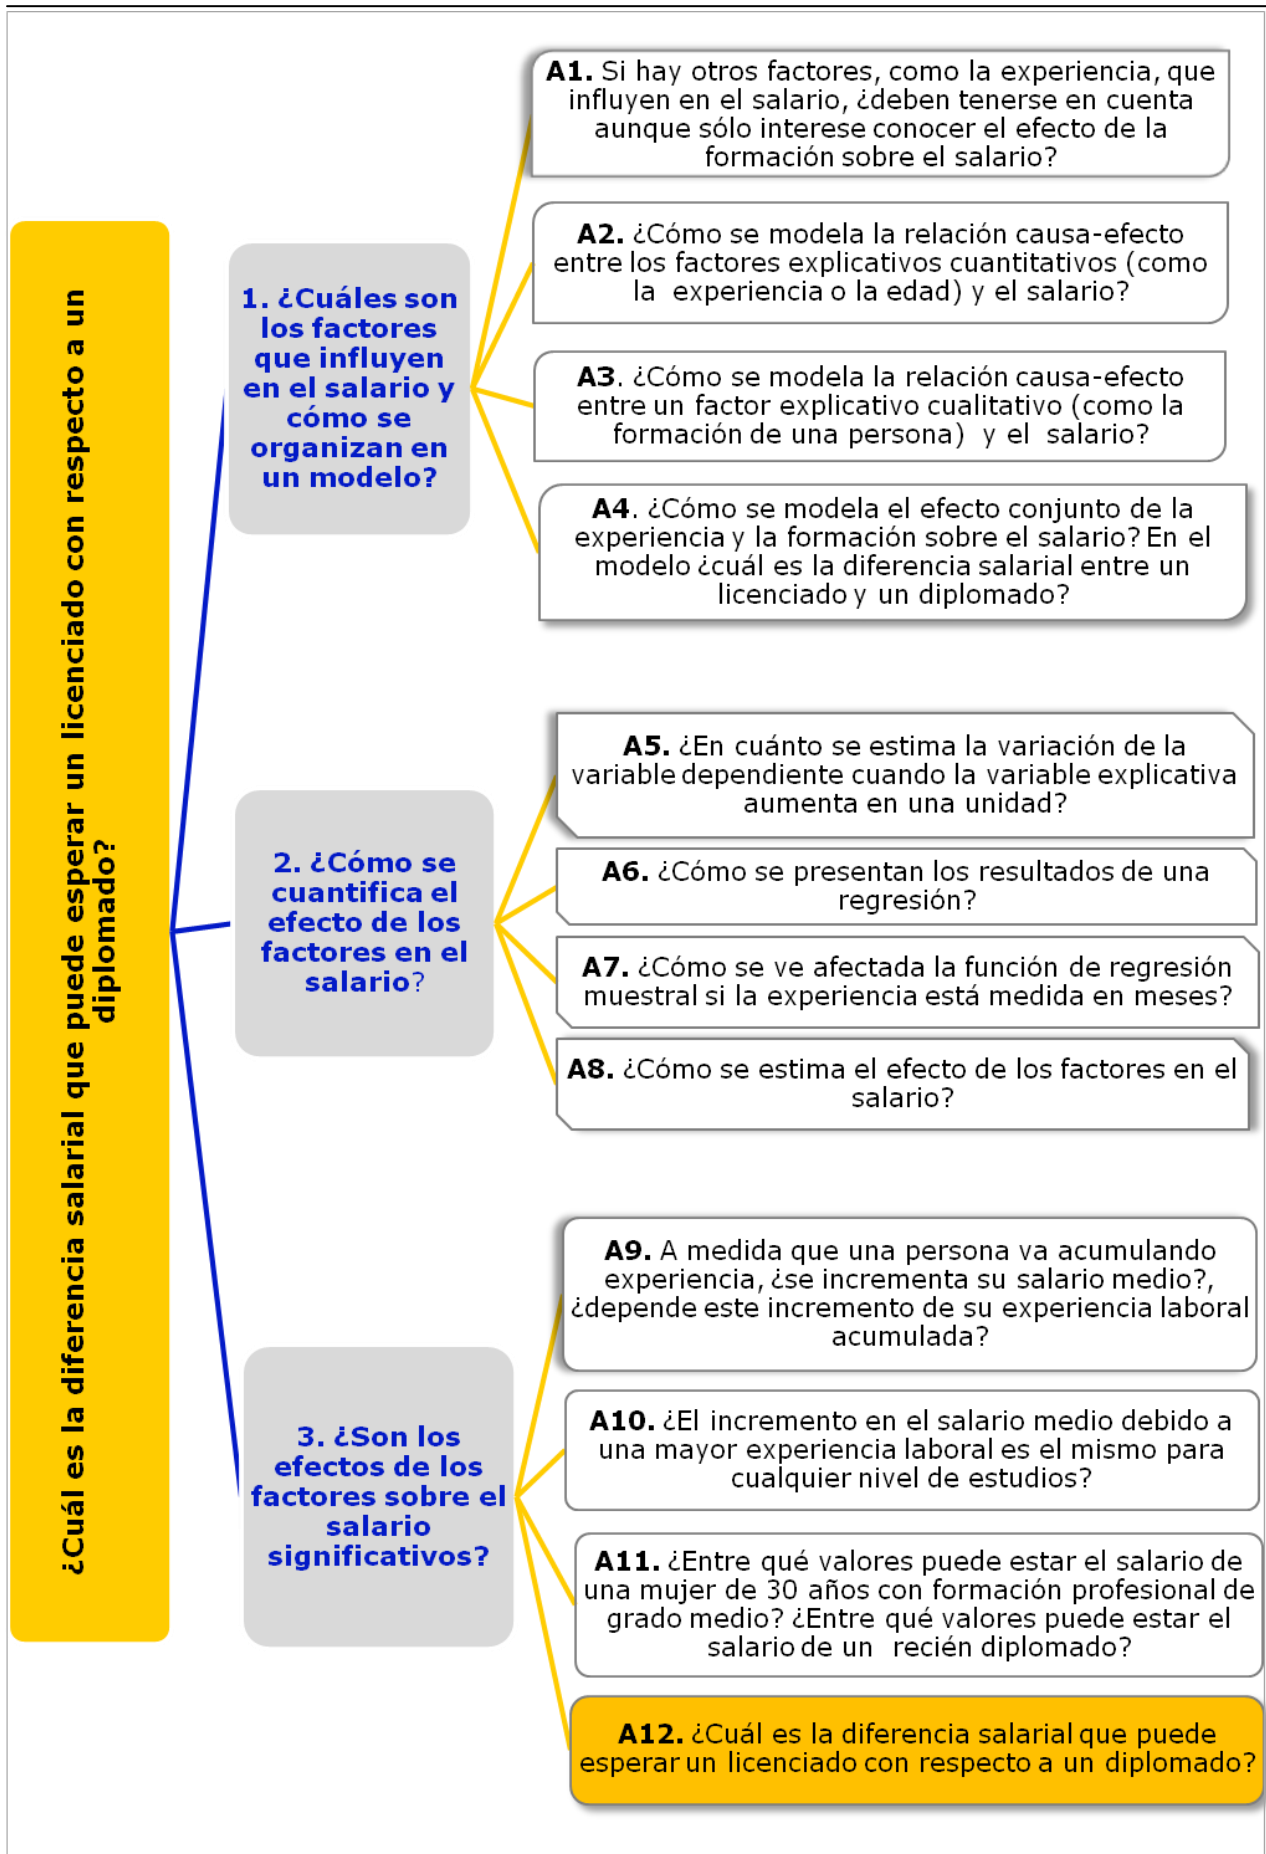 ¿Cuál es la diferencia salarial que puede esperar un licenciado con respecto a un
diplomado?
1. ¿Cuáles son
los factores
que influyen
en el salario y
cómo se
organizan en
un modelo?
A1. Si hay otros factores, como la experiencia, que
influyen en el salario, ¿deben tenerse en cuenta
aunque sólo interese conocer el efecto de la
formación sobre el salario?
A2. ¿Cómo se modela la relación causa-efecto
entre los factores explicativos cuantitativos (como
la experiencia o la edad) y el salario?
A3. ¿Cómo se modela la relación causa-efecto
entre un factor explicativo cualitativo (como la
formación de una persona) y el salario?
A4. ¿Cómo se modela el efecto conjunto de la
experiencia y la formación sobre el salario? En el
modelo ¿cuál es la diferencia salarial entre un
licenciado y un diplomado?
2. ¿Cómo se
cuantifica el
efecto de los
factores en el
salario?
A5. ¿En cuánto se estima la variación de la
variable dependiente cuando la variable explicativa
aumenta en una unidad?
A6. ¿Cómo se presentan los resultados de una
regresión?
A7. ¿Cómo se ve afectada la función de regresión
muestral si la experiencia está medida en meses?
A8. ¿Cómo se estima el efecto de los factores en el
salario?
3. ¿Son los
efectos de los
factores sobre el
salario
significativos?
A9. A medida que una persona va acumulando
experiencia, ¿se incrementa su salario medio?,
¿depende este incremento de su experiencia laboral
acumulada?
A10. ¿El incremento en el salario medio debido a
una mayor experiencia laboral es el mismo para
cualquier nivel de estudios?
A11. ¿Entre qué valores puede estar el salario de
una mujer de 30 años con formación profesional de
grado medio? ¿Entre qué valores puede estar el
salario de un recién diplomado?
A12. ¿Cuál es la diferencia salarial que puede
esperar un licenciado con respecto a un diplomado?